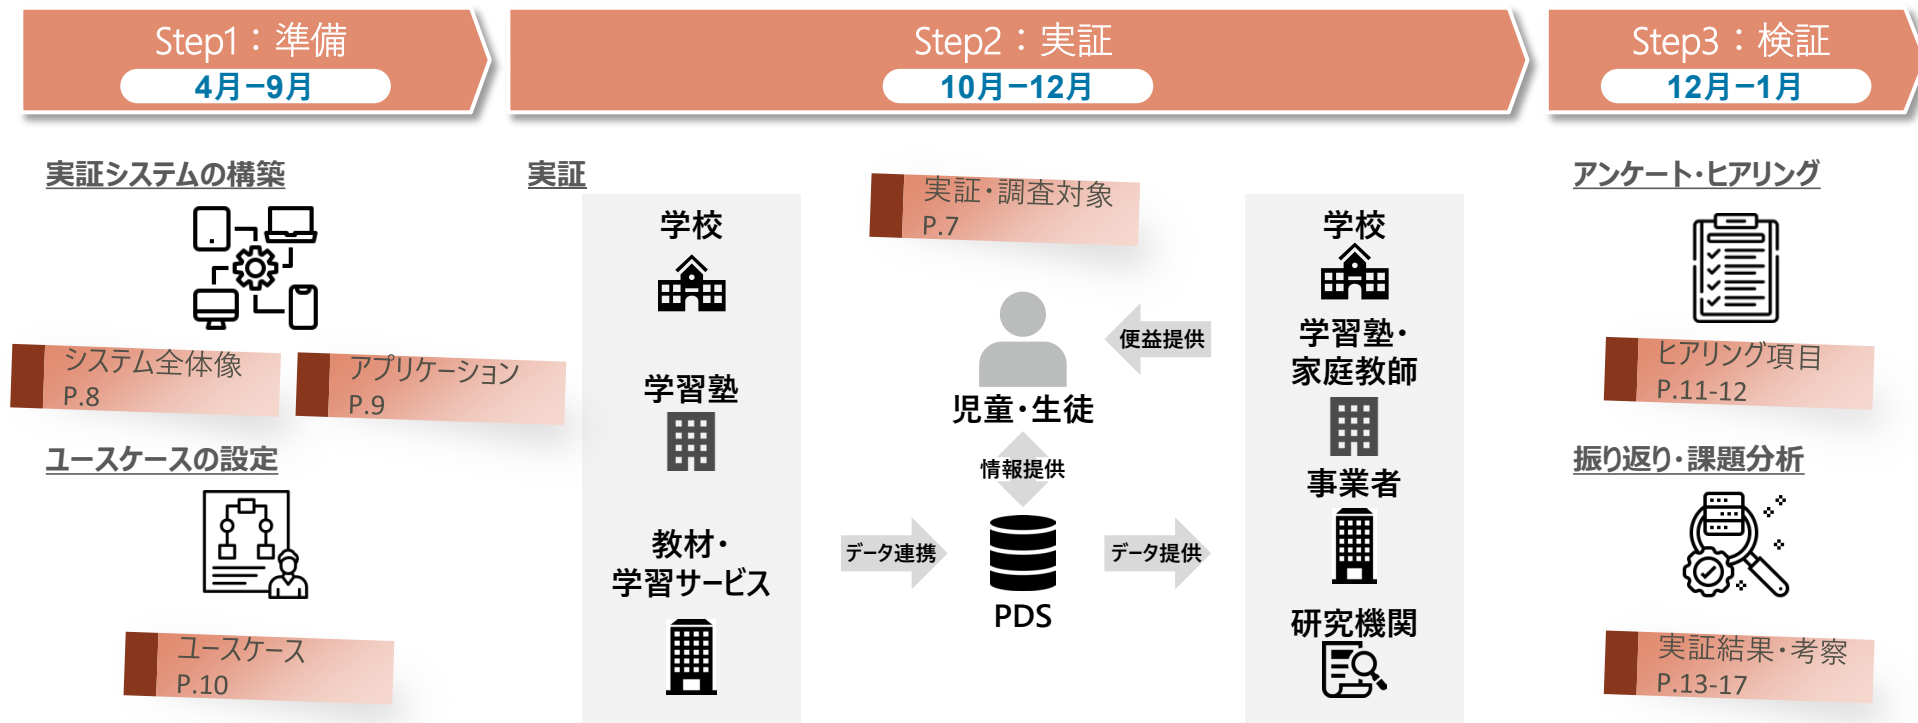 Step1：準備
4月ー9月
Step2：実証
10月ー12月
Step3：検証
12月ー1月
実証システムの構築
システム全体像
P.8
アプリケーション
P.9
ユースケースの設定
ユースケース
P.10
実証
学校
学習塾
教材・
学習サービス
実証・調査対象
P.7
児童・生徒
便益提供
情報提供
データ連携
PDS
データ提供
学校
学習塾・
家庭教師
事業者
研究機関
アンケート・ヒアリング
ヒアリング項目
P.11-12
振り返り・課題分析
実証結果・考察
P.13-17